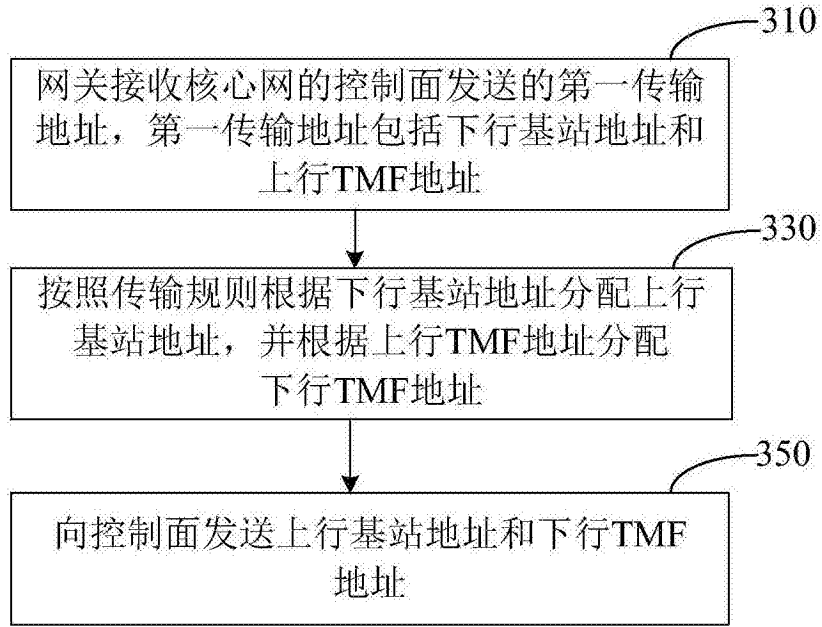 310
网关接收核心网的控制面发送的第一传输
地址，第一传输地址包括下行基站地址和
上行TMF地址
330
按照传输规则根据下行基站地址分配上行
基站地址，并根据上行TMF地址分配
下行TMF地址
350
向控制面发送上行基站地址和下行TMF
地址